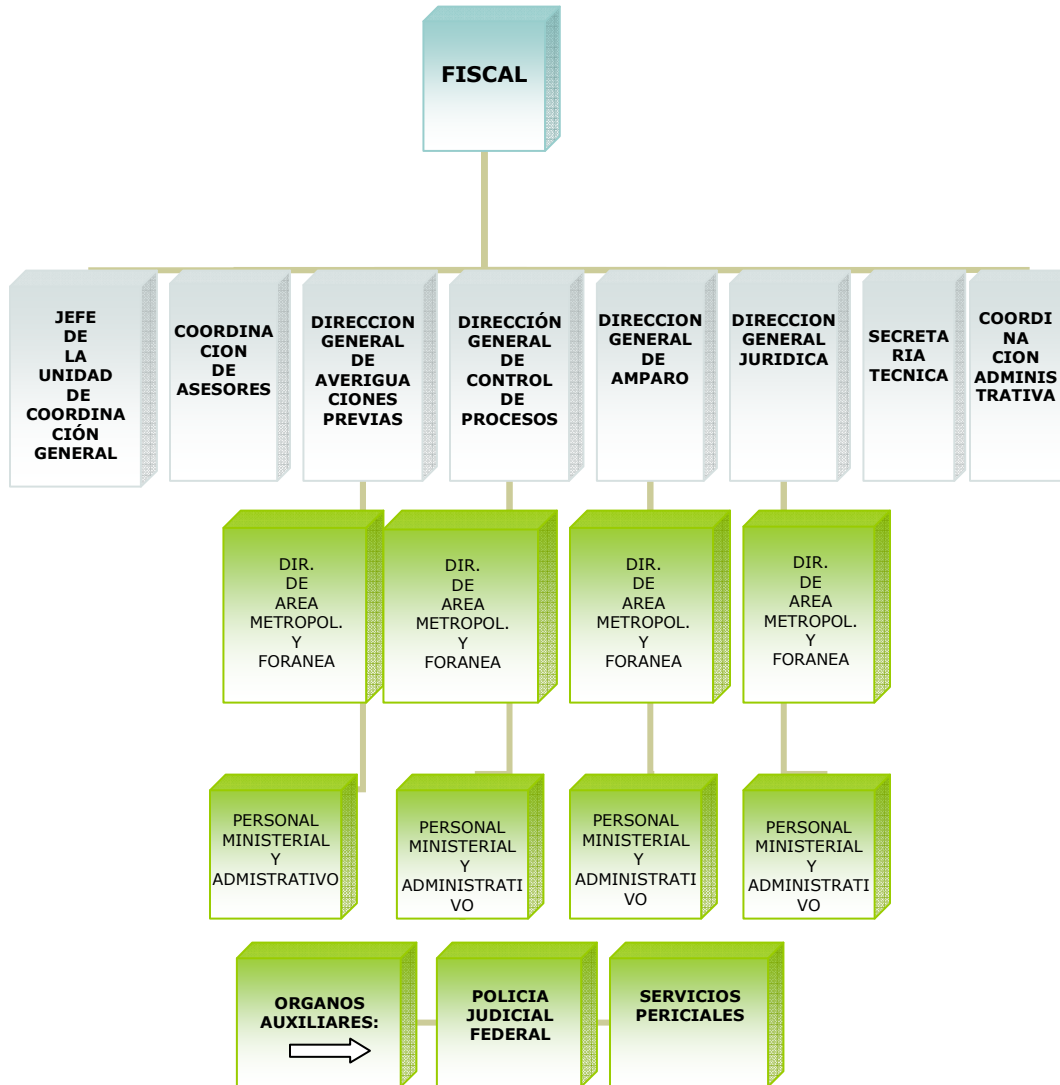 FISCAL
JEFE
DE
LA
UNIDAD
DE
COORDINA
CIÓN
GENERAL
COORDINA
CION
DE
ASESORES
DIRECCION
GENERAL
DE
AVERIGUA
CIONES
PREVIAS
DIRECCIÓN
GENERAL
DE
CONTROL
DE
PROCESOS
DIRECCION
GENERAL
DE
AMPARO
DIRECCION
GENERAL
JURIDICA
SECRETA
RIA
TECNICA
COORDI
NA
CION
ADMINIS
TRATIVA
DIR.
DE
AREA
METROPOL.
Y
FORANEA
DIR.
DE
AREA
METROPOL.
Y
FORANEA
DIR.
DE
AREA
METROPOL.
Y
FORANEA
DIR.
DE
AREA
METROPOL.
Y
FORANEA
PERSONAL
MINISTERIAL
Y
ADMISTRATIVO
PERSONAL
MINISTERIAL
Y
ADMINISTRATI
VO
PERSONAL
MINISTERIAL
Y
ADMINISTRATI
VO
PERSONAL
MINISTERIAL
Y
ADMINISTRATI
VO
ORGANOS
AUXILIARES:
POLICIA
JUDICIAL
FEDERAL
SERVICIOS
PERICIALES